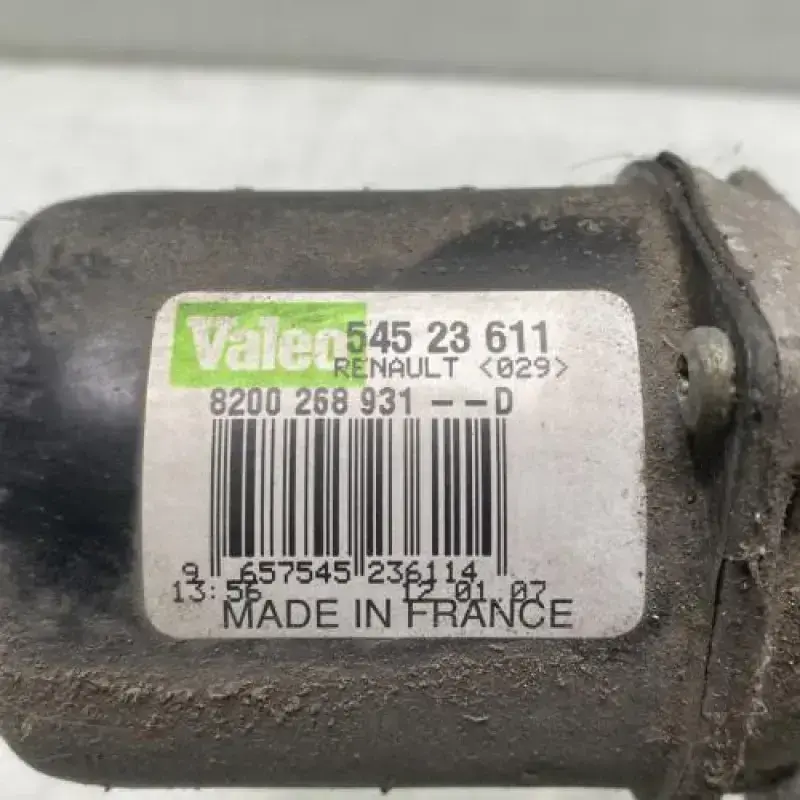 Valeo 545 23 611
RENAULT <029>
8200 268 931 -- D
9 657545 236114
13:56 12 01 07
MADE IN FRANCE